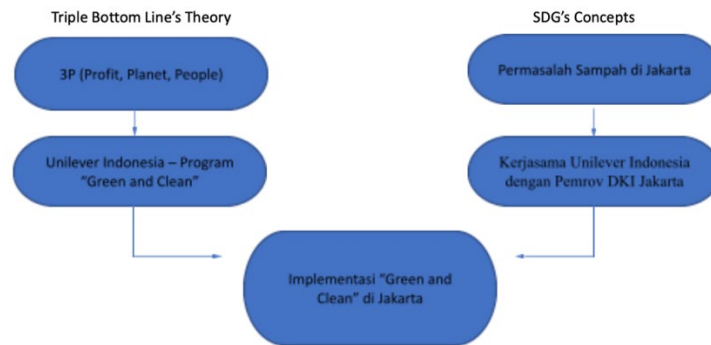 Triple Bottom Line's Theory
SDG's Concepts
3P (Profit, Planet, People)
Permasalah Sampah di Jakarta
Unilever Indonesia – Program
"Green and Clean"
Kerjasama Unilever Indonesia
dengan Pemrov DKI Jakarta
Implementasi "Green and
Clean" di Jakarta